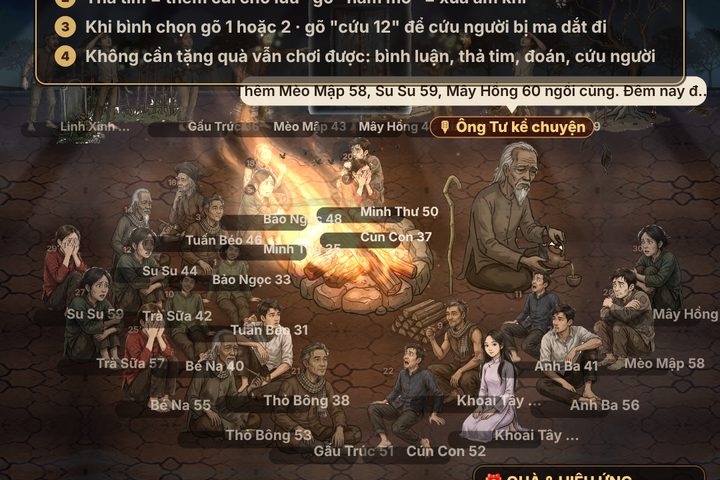 3 Khi bình chọn gõ 1 hoặc 2 · gõ "cứu 12" để cứu người bị ma dắt đi
4 Không cần tặng quà vẫn chơi được: bình luận, thả tim, đoán, cứu người
hêm Mèo Mập 58, Su Su 59, Mây Hồng 60 ngồi cùng. Đêm nay đ..
Linh Xinh ...
Gấu Trúc
Mèo Mập 43
Mây Hồng 4
Ông Tư kể chuyện
Bảo Ngọc 48
Minh Thư 50
Tuấn Béo 46
Cún Con 37
Su Su 44
Bảo Ngọc 33
Su Su 59
Trà Sữa 42
Mây Hồng
Tuấn Béo 31
Trà Sữa 57
Bé Na 40
Anh Ba 41
Mèo Mập 58
Bé Na 55
Thỏ Bông 38
Khoai Tây ...
Anh Ba 56
Thỏ Bông 53
Khoai Tây ...
Gấu Trúc 51
Cún Con 52